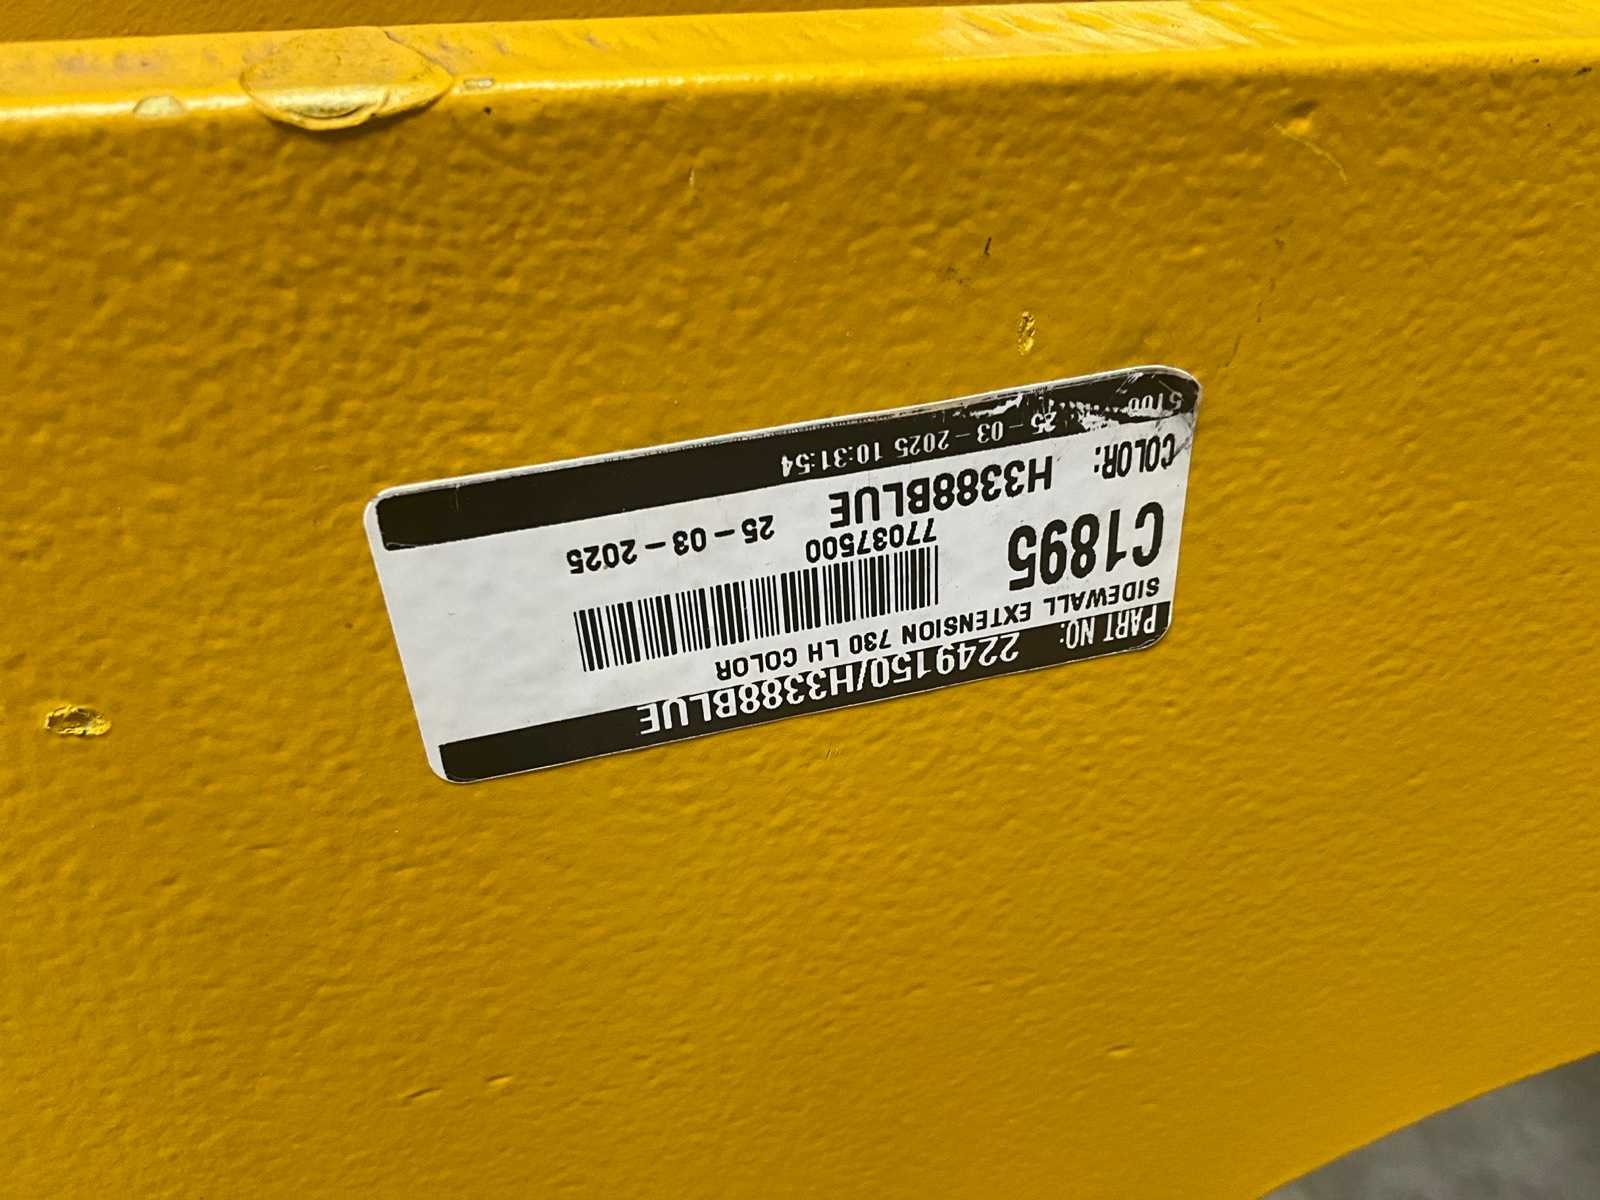 PART NO: 2249150/H3388BLUE
SIDEWALL EXTENSION 730 LH COLOR
C1895
77037500
COLOR: H3388BLUE 25-03-2025
5100 25-03-2025 10:31:54